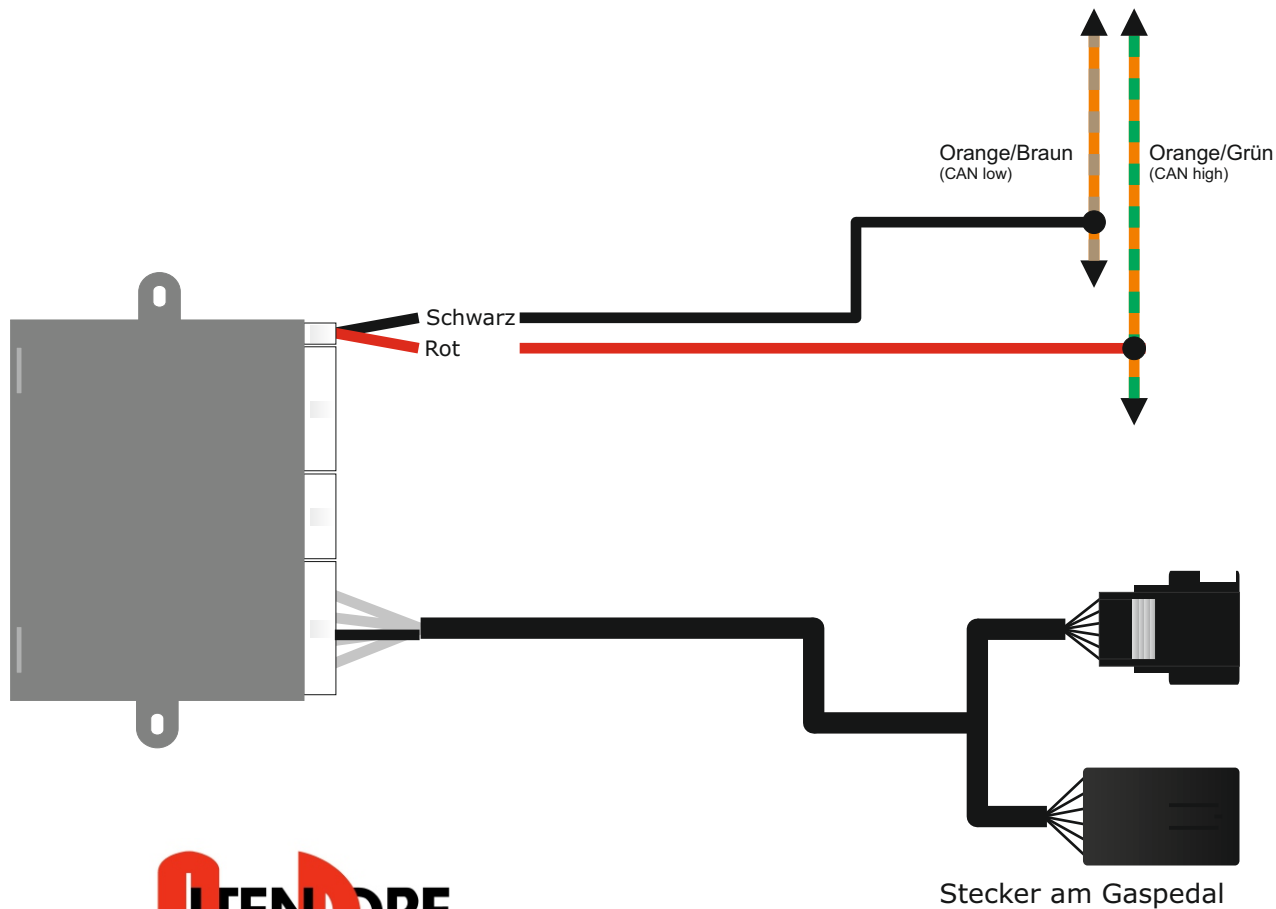 Orange/Braun
(CAN low)
Orange/Grün
(CAN high)
Schwarz
Rot
Stecker am Gaspedal